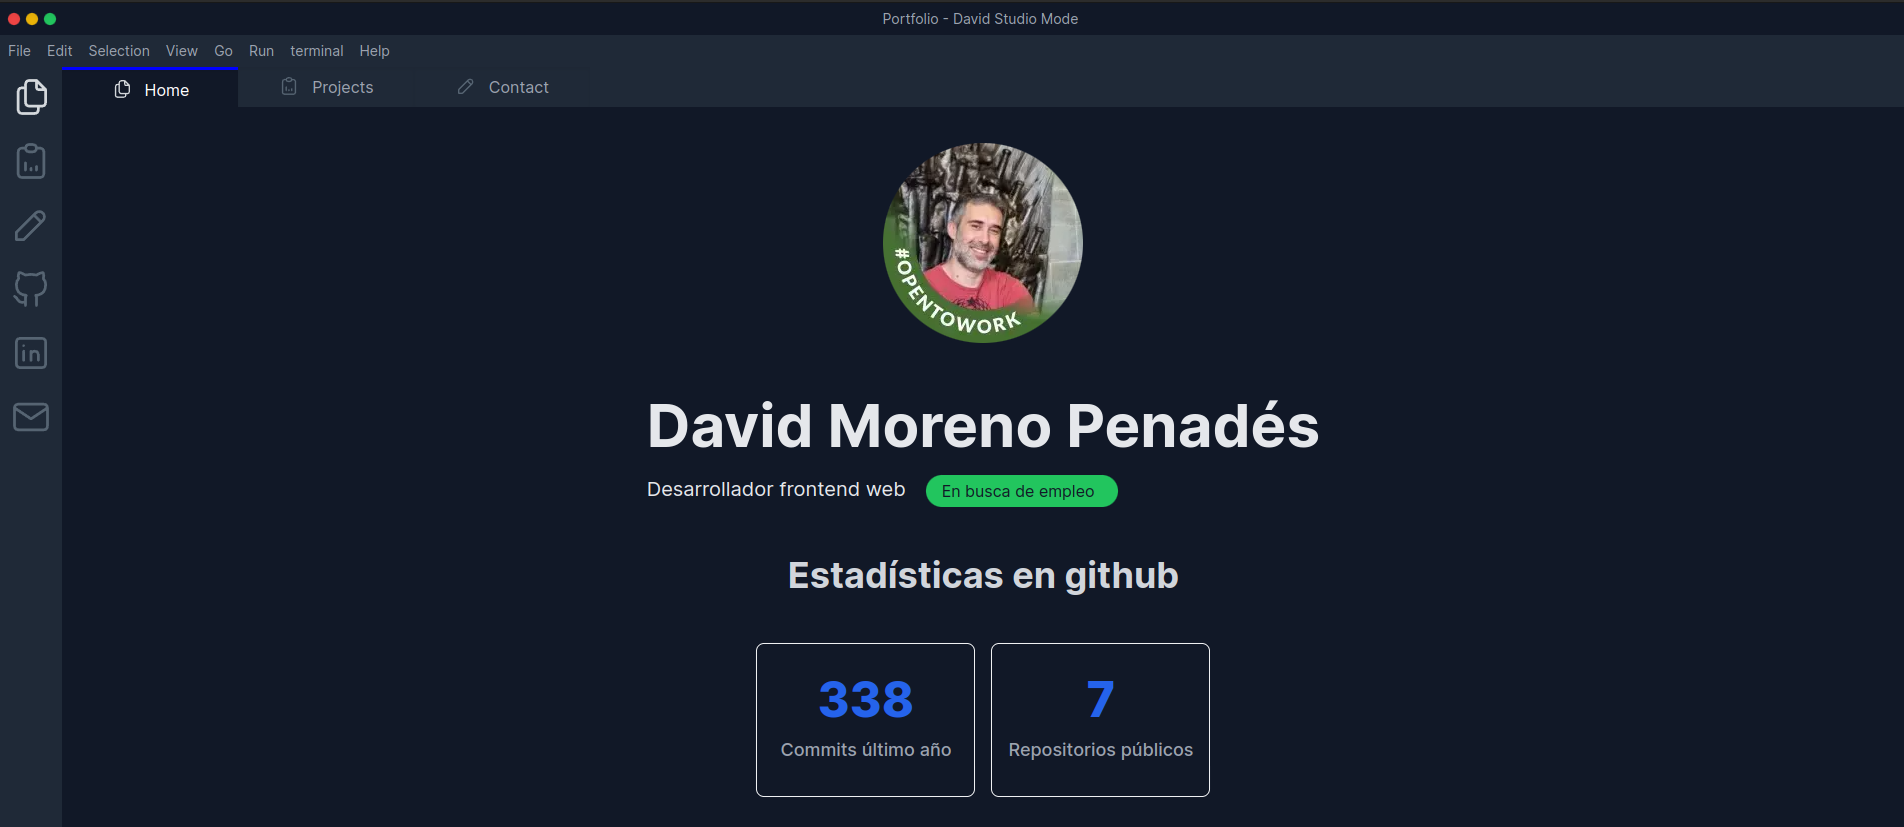 Portfolio - David Studio Mode
File Edit Selection View Go Run terminal Help
Home Projects Contact
#OPENTOWORK
David Moreno Penadés
Desarrollador frontend web En busca de empleo
Estadísticas en github
338 7
Commits último año Repositorios públicos
in